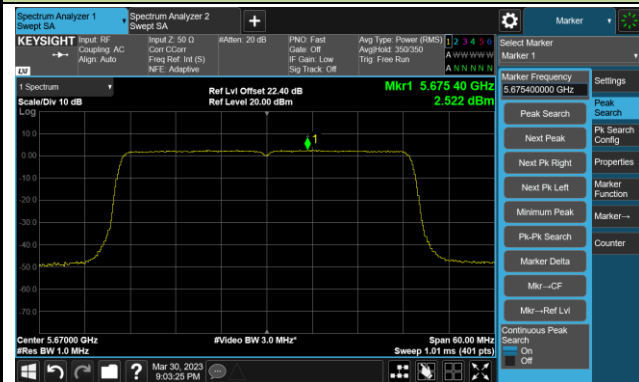 Spectrum Analyzer 1
Swept SA
Spectrum Analyzer 2
Swept SA
+
Marker
KEYSIGHT
Input: RF
Coupling: AC
Align: Auto
Input Z: 50 Ω
Corr CCorr
Freq Ref: Int (S)
NFE: Adaptive
#Atten: 20 dB
PNO: Fast
Gate: Off
IF Gain: Low
Sig Track: Off
Avg Type: Power (RMS)
Avg|Hold: 350/350
Trig: Free Run
1 2 3 4 5 6
A W W W W W
A N N N N N
LXI
Select Marker
Marker 1
1 Spectrum
Scale/Div 10 dB
Log
Ref Lvl Offset 22.40 dB
Ref Level 20.00 dBm
Mkr1 5.675 40 GHz
2.522 dBm
10.0
0.00
-10.0
-20.0
-30.0
-40.0
-50.0
-60.0
-70.0
1
Center 5.67000 GHz
#Res BW 1.0 MHz
#Video BW 3.0 MHz*
Span 60.00 MHz
Sweep 1.01 ms (401 pts)
Marker Frequency
5.675400000 GHz
Peak Search
Next Peak
Next Pk Right
Next Pk Left
Minimum Peak
Pk-Pk Search
Marker Delta
Mkr→CF
Mkr→Ref Lvl
Continuous Peak
Search
On
Off
Settings
Peak
Search
Pk Search
Config
Properties
Marker
Function
Marker→
Counter
?
Mar 30, 2023
9:03:25 PM